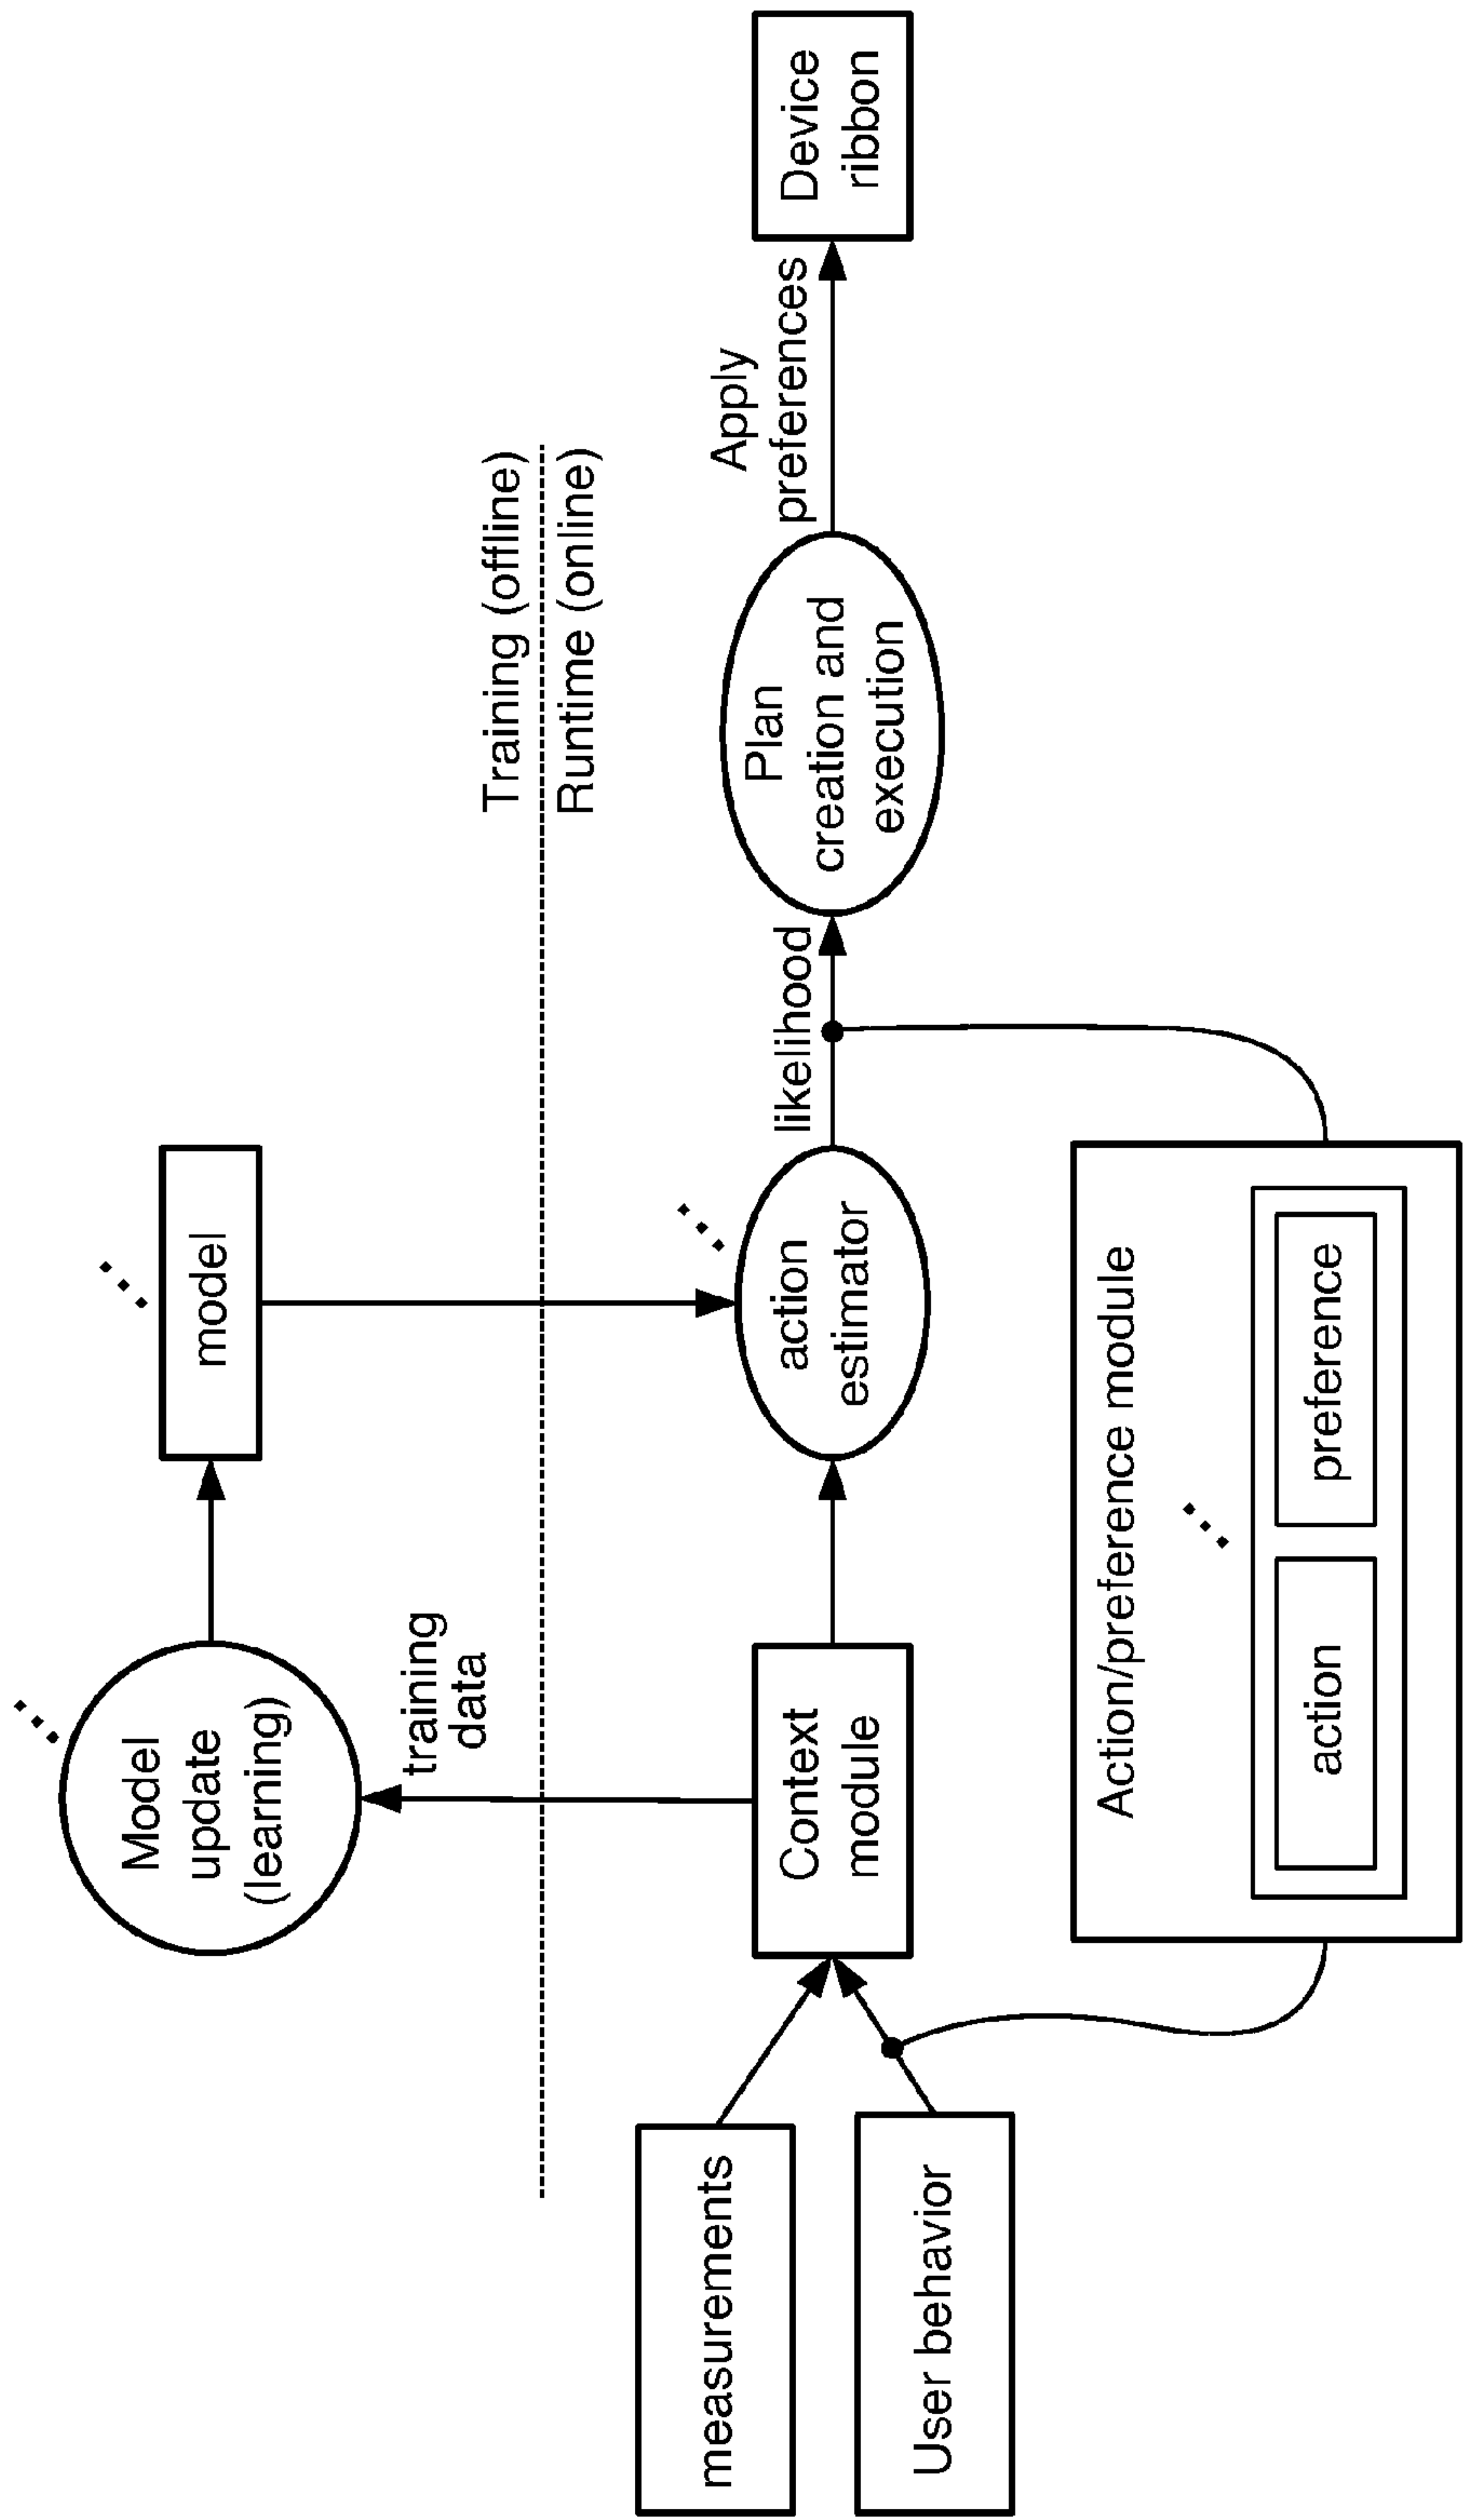 Model
update
(learning)
model
training
data
Training (offline)
Runtime (online)
measurements
User behavior
Context
module
action
estimator
likelihood
Plan
creation and
execution
Apply
preferences
Device
ribbon
Action/preference module
action
preference